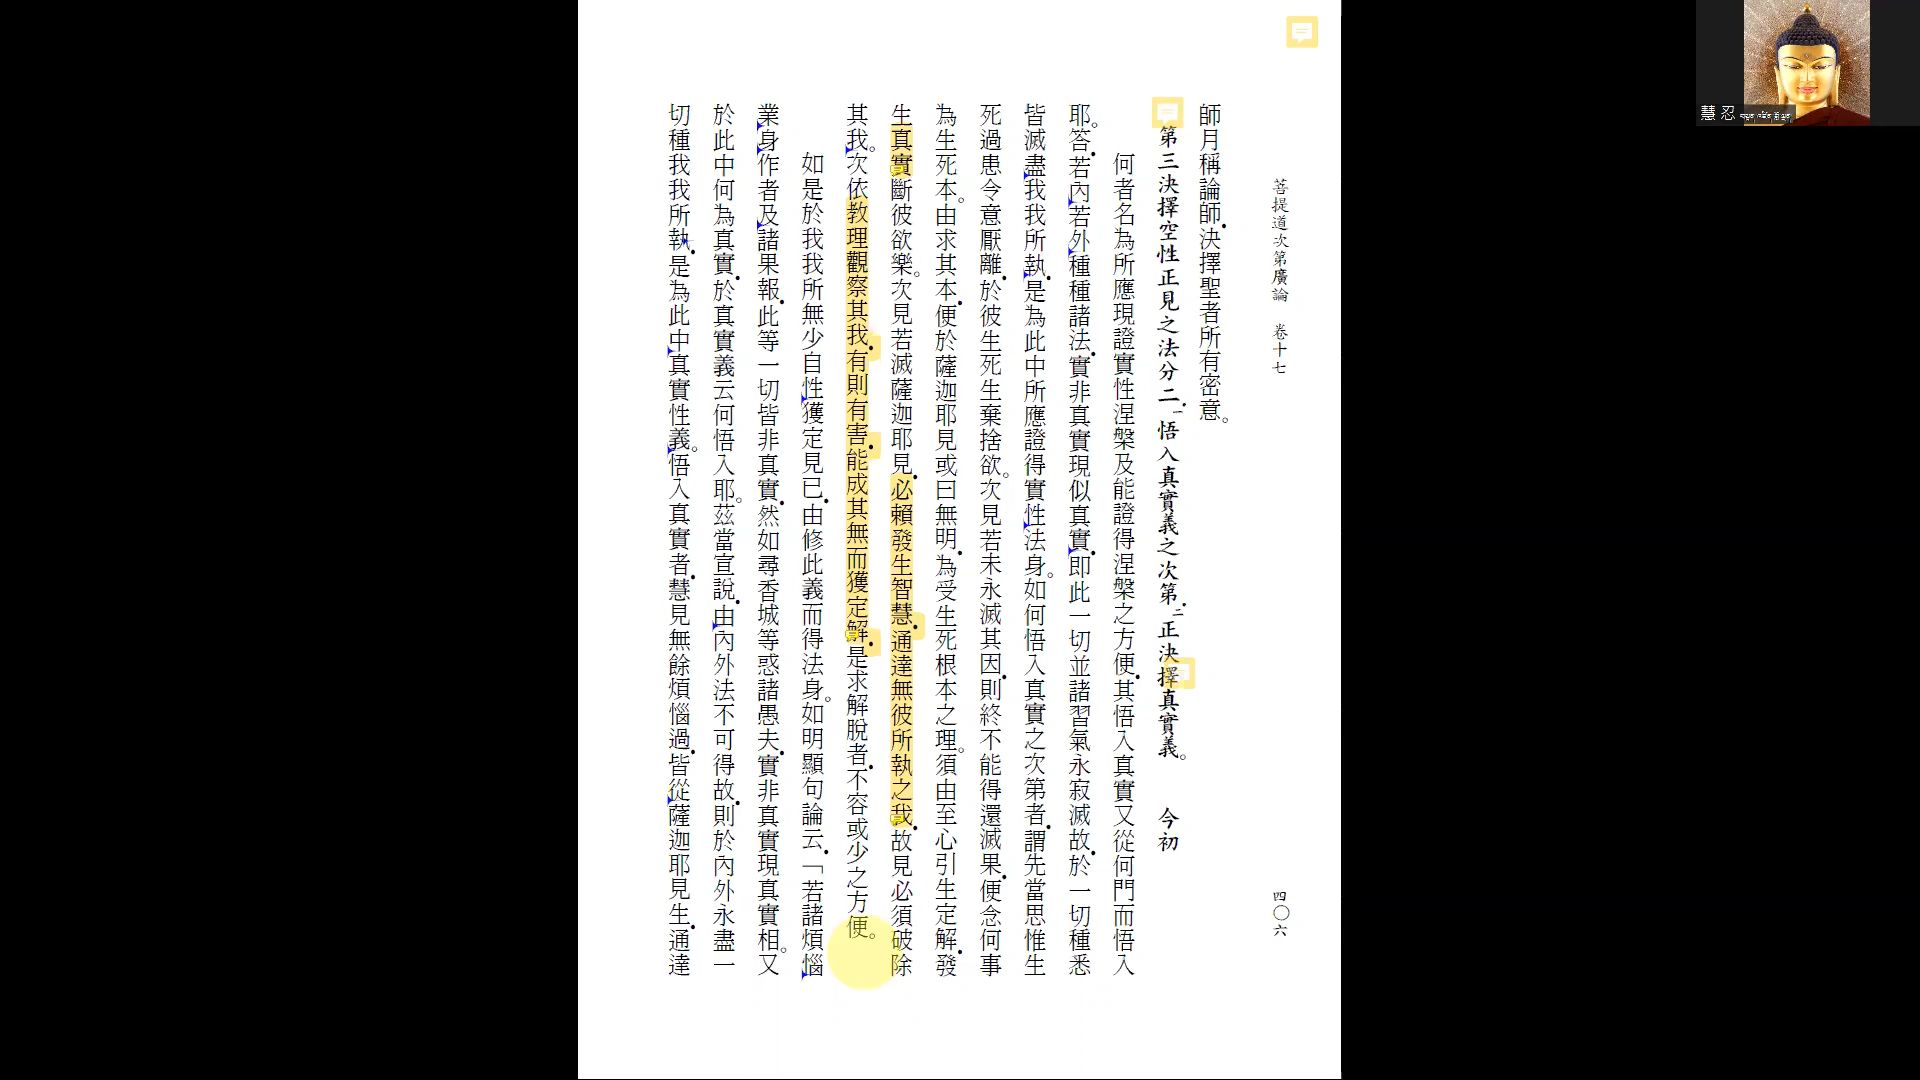 菩提道次第廣論 卷十七
四〇六
師月稱論師，決擇聖者所有密意。
第三決擇空性正見之法分二，一悟入真實義之次第，二正決擇真實義。 今初
何者名為所應現證實性涅槃及能證得涅槃之方便，其悟入真實又從何門而悟入
耶。答，若內若外種種諸法，實非真實現似真實，即此一切並諸習氣永寂滅故，於一切種悉
皆滅盡我我所執，是為此中所應證得實性法身。如何悟入真實之次第者，謂先當思惟生
死過患令意厭離，於彼生死生棄捨欲。次見若未永滅其因，則終不能得還滅果，便念何事
為生死本。由求其本，便於薩迦耶見或曰無明，為受生死根本之理。須由至心引生定解，發
生真實斷彼欲樂。次見若滅薩迦耶見，必賴發生智慧，通達無彼所執之我，故見必須破除
其我。次依教理觀察其我，有則有害，能成其無而獲定解，是求解脫者，不容或少之方便。
如是於我我所無少自性獲定見已，由修此義而得法身。如明顯句論云，「若諸煩惱
業身作者及諸果報，此等一切皆非真實，然如尋香城等惑諸愚夫，實非真實現真實相。又
於此中何為真實，於真實義云何悟入耶。茲當宣說，由內外法不可得故，則於內外永盡一
切種我我所執，是為此中真實性義。悟入真實者，慧見無餘煩惱過，皆從薩迦耶見生，通達
慧 忍